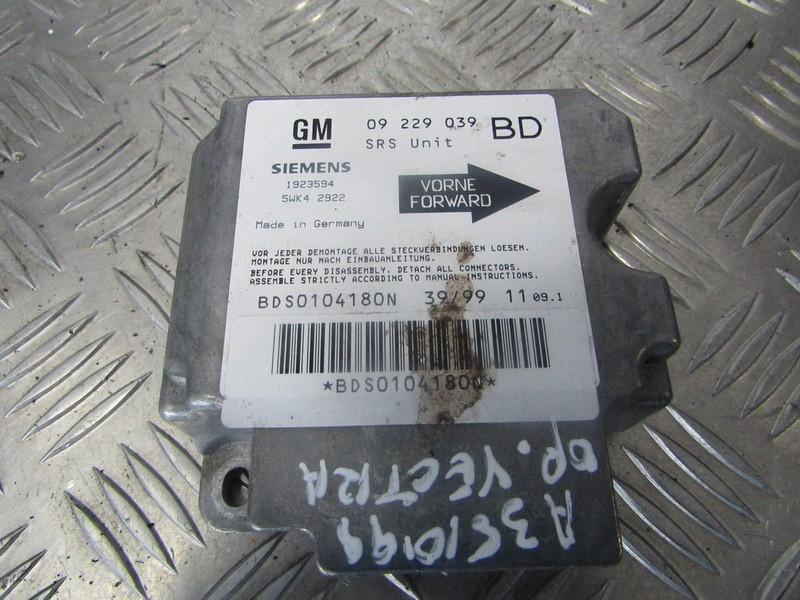 GM 09 229 039 BD
SRS Unit
SIEMENS
1923594
5WK4 2922
VORNE
FORWARD
Made in Germany
VOR JEDER DEMONTAGE ALLE STECKVERBINDUNGEN LOESEN.
MONTAGE NUR NACH EINBAUANLEITUNG.
BEFORE EVERY DISASSEMBLY, DETACH ALL CONNECTORS.
ASSEMBLE STRICTLY ACCORDING TO MANUAL INSTRUCTIONS.
BDS0104180N 39/99 11 09.1
*BDS0104180N*
OP. VECTRA